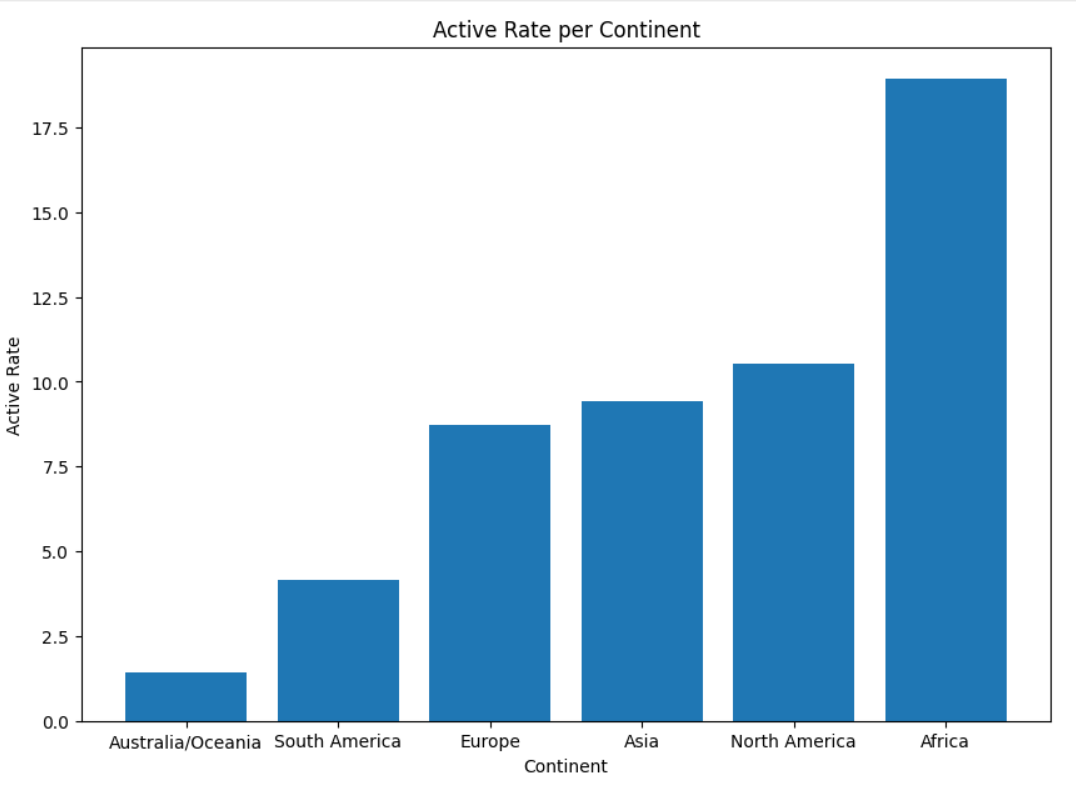 Active Rate per Continent
Active Rate
17.5
15.0
12.5
10.0
7.5
5.0
2.5
0.0
Australia/Oceania South America Europe Asia North America Africa
Continent